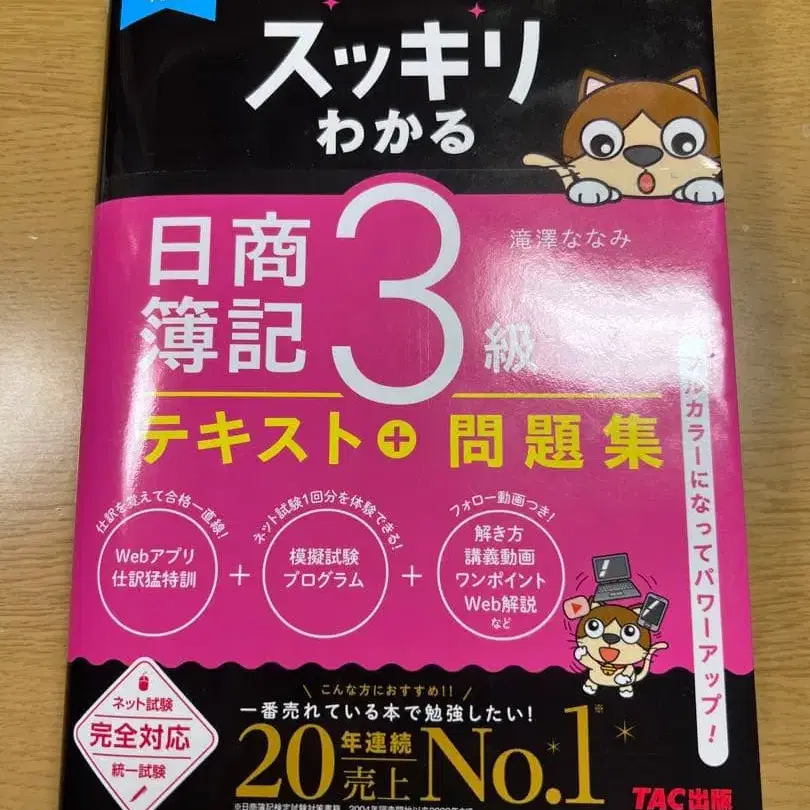 スッキリ
わかる
滝澤ななみ
日商
簿記
3
級
テキスト+問題集
オールカラーになってパワーアップ!
仕訳を覚えて合格一直線!
Webアプリ
仕訳猛特訓
+
ネット試験1回分を体験できる!
模擬試験
プログラム
+
フォロー動画つき!
解き方
講義動画
ワンポイント
Web解説
など
ネット試験
完全対応
統一試験
こんな方におすすめ!!
一番売れている本で勉強したい!
20年連続売上No.1※
TAC出版